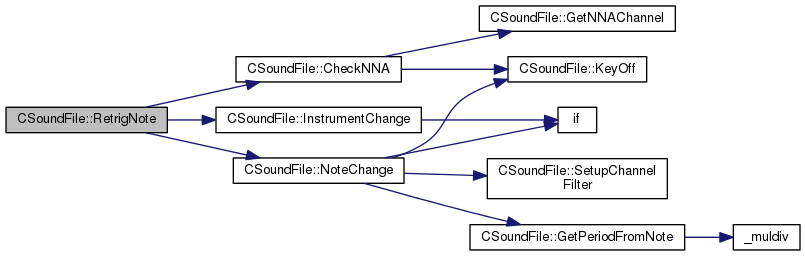 CSoundFile::GetNNAChannel
CSoundFile::CheckNNA
CSoundFile::KeyOff
CSoundFile::RetrigNote
CSoundFile::InstrumentChange
if
CSoundFile::NoteChange
CSoundFile::SetupChannel
Filter
CSoundFile::GetPeriodFromNote
_muldiv